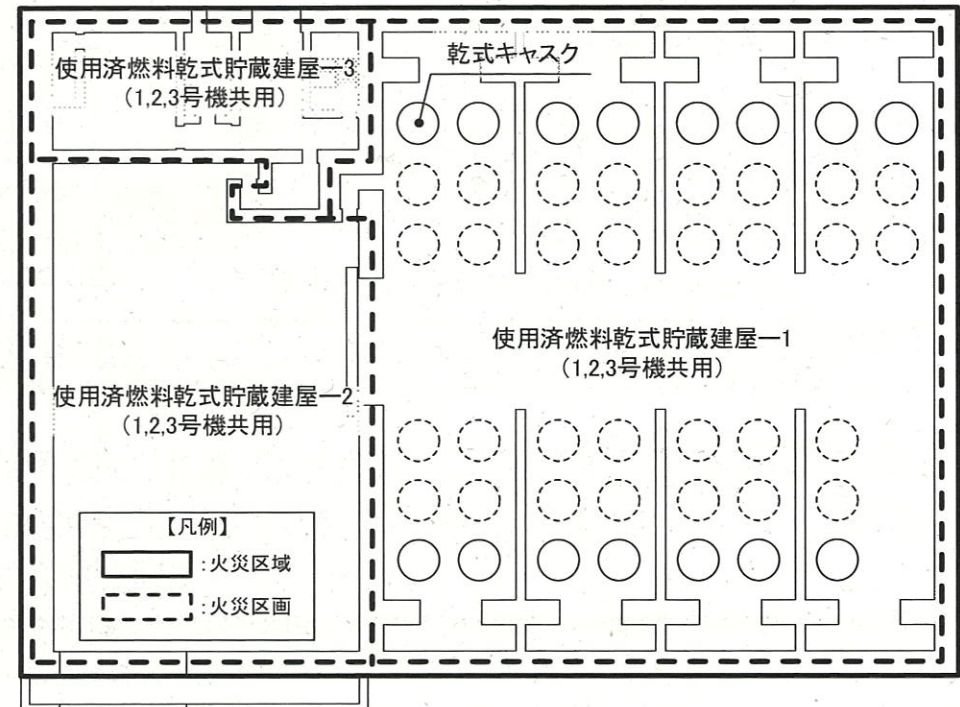 使用済燃料乾式貯蔵建屋ー3
(1,2,3号機共用)
乾式キャスク
使用済燃料乾式貯蔵建屋ー1
(1,2,3号機共用)
使用済燃料乾式貯蔵建屋ー2
(1,2,3号機共用)
【凡例】
:火災区域
:火災区画